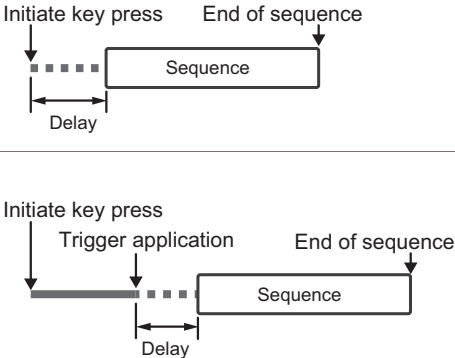 Initiate key press End of sequence
Sequence
Delay
Initiate key press
Trigger application End of sequence
Sequence
Delay